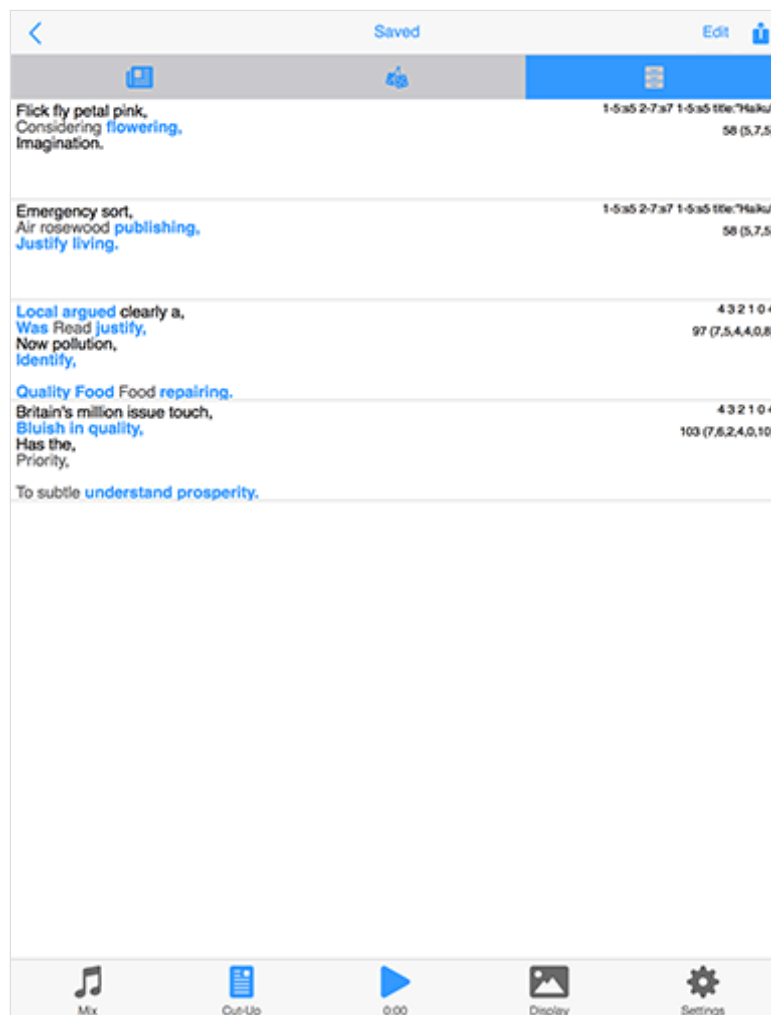 Saved
Edit
Flick fly petal pink,
1-5:s5 2-7:s7 1-5:s5 title:"Haiku
Considering flowering,
58 (5,7,5
Imagination.
Emergency sort,
1-5:s5 2-7:s7 1-5:s5 title:"Haiku
Air rosewood publishing,
58 (5,7,5
Justify living.
Local argued clearly a,
4 3 2 1 0 4
Was Read justify,
97 (7,5,4,4,0,8
Now pollution,
Identify,
Quality Food Food repairing.
Britain's million issue touch,
4 3 2 1 0 4
Bluish in quality,
103 (7,6,2,4,0,10
Has the,
Priority,
To subtle understand prosperity.
Mix
Cut-Up
0:00
Display
Settings